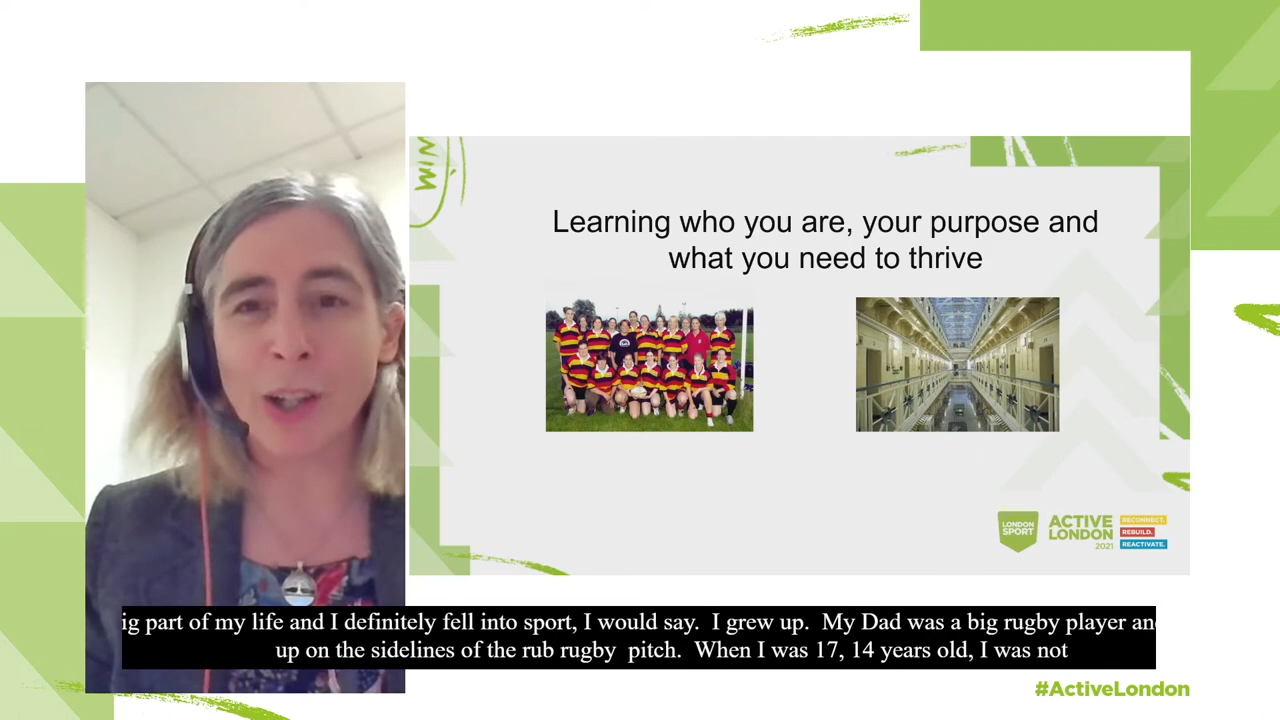 WIN
Learning who you are, your purpose and
what you need to thrive
LONDON
SPORT
ACTIVE
LONDON
2021
RECONNECT.
REBUILD.
REACTIVATE.
ig part of my life and I definitely fell into sport, I would say.  I grew up.  My Dad was a big rugby player an
up on the sidelines of the rub rugby  pitch.  When I was 17, 14 years old, I was not
#ActiveLondon